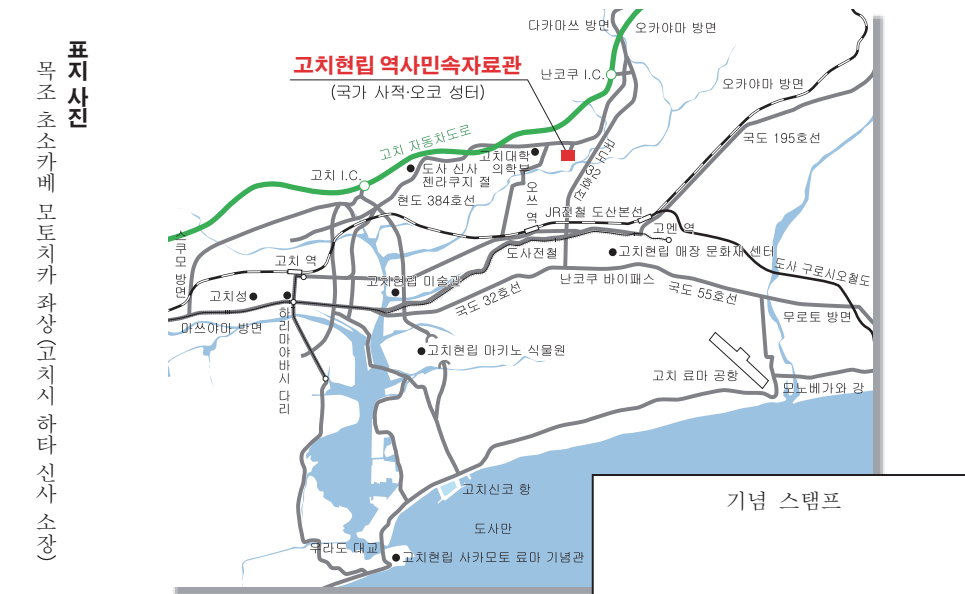 표지 사진
목조 초소카베 모토치카 좌상(고치시 하타 신사 소장)
다카마쓰 방면
오카야마 방면
고치현립 역사민속자료관
(국가 사적·오코 성터)
난코쿠 I.C.
오카야마 방면
고치 자동차도로
국도 195호선
고치대학
의학부
도사 신사
젠라쿠지 절
고치 I.C.
현도 384호선
오쓰 역
JR전철 도산본선
고멘 역
스쿠모 방면
고치 역
도사전철
고치현립 매장 문화재 센터
도사 구로시오철도
고치현립 미술관
난코쿠 바이패스
고치성
국도 32호선
국도 55호선
하리마야바시 다리
마쓰야마 방면
무로토 방면
고치현립 마키노 식물원
고치 료마 공항
모노베가와 강
고치신코 항
기념 스탬프
도사만
우라도 대교
고치현립 사카모토 료마 기념관